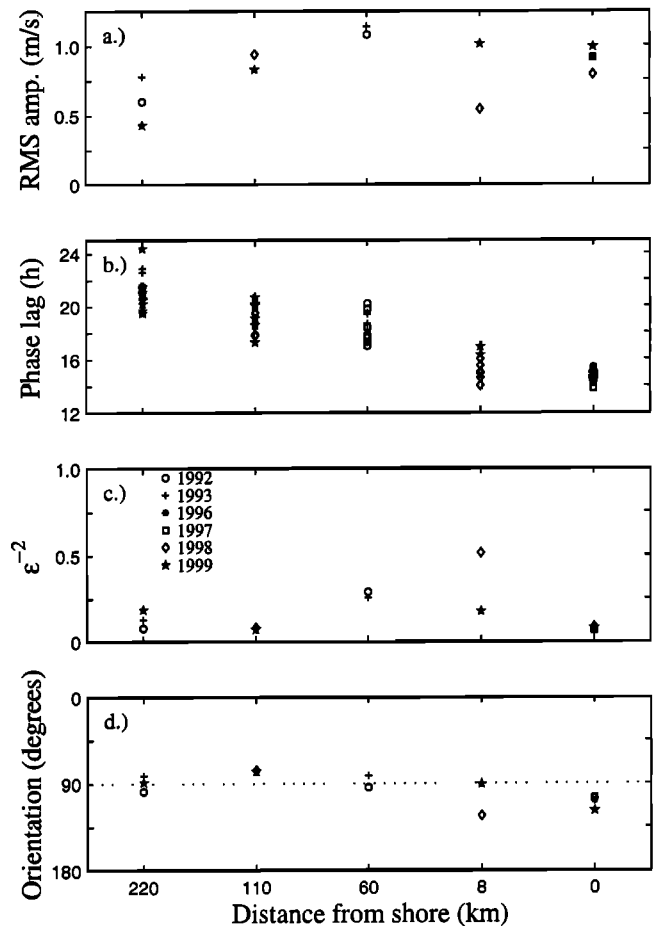 a.)
RMS amp. (m/s)
1.0
0.5
0
b.)
Phase lag (h)
24
20
16
12
c.)
ε⁻²
1.0
0.5
0
1992
1993
1996
1997
1998
1999
d.)
Orientation (degrees)
0
90
180
220 110 60 8 0
Distance from shore (km)